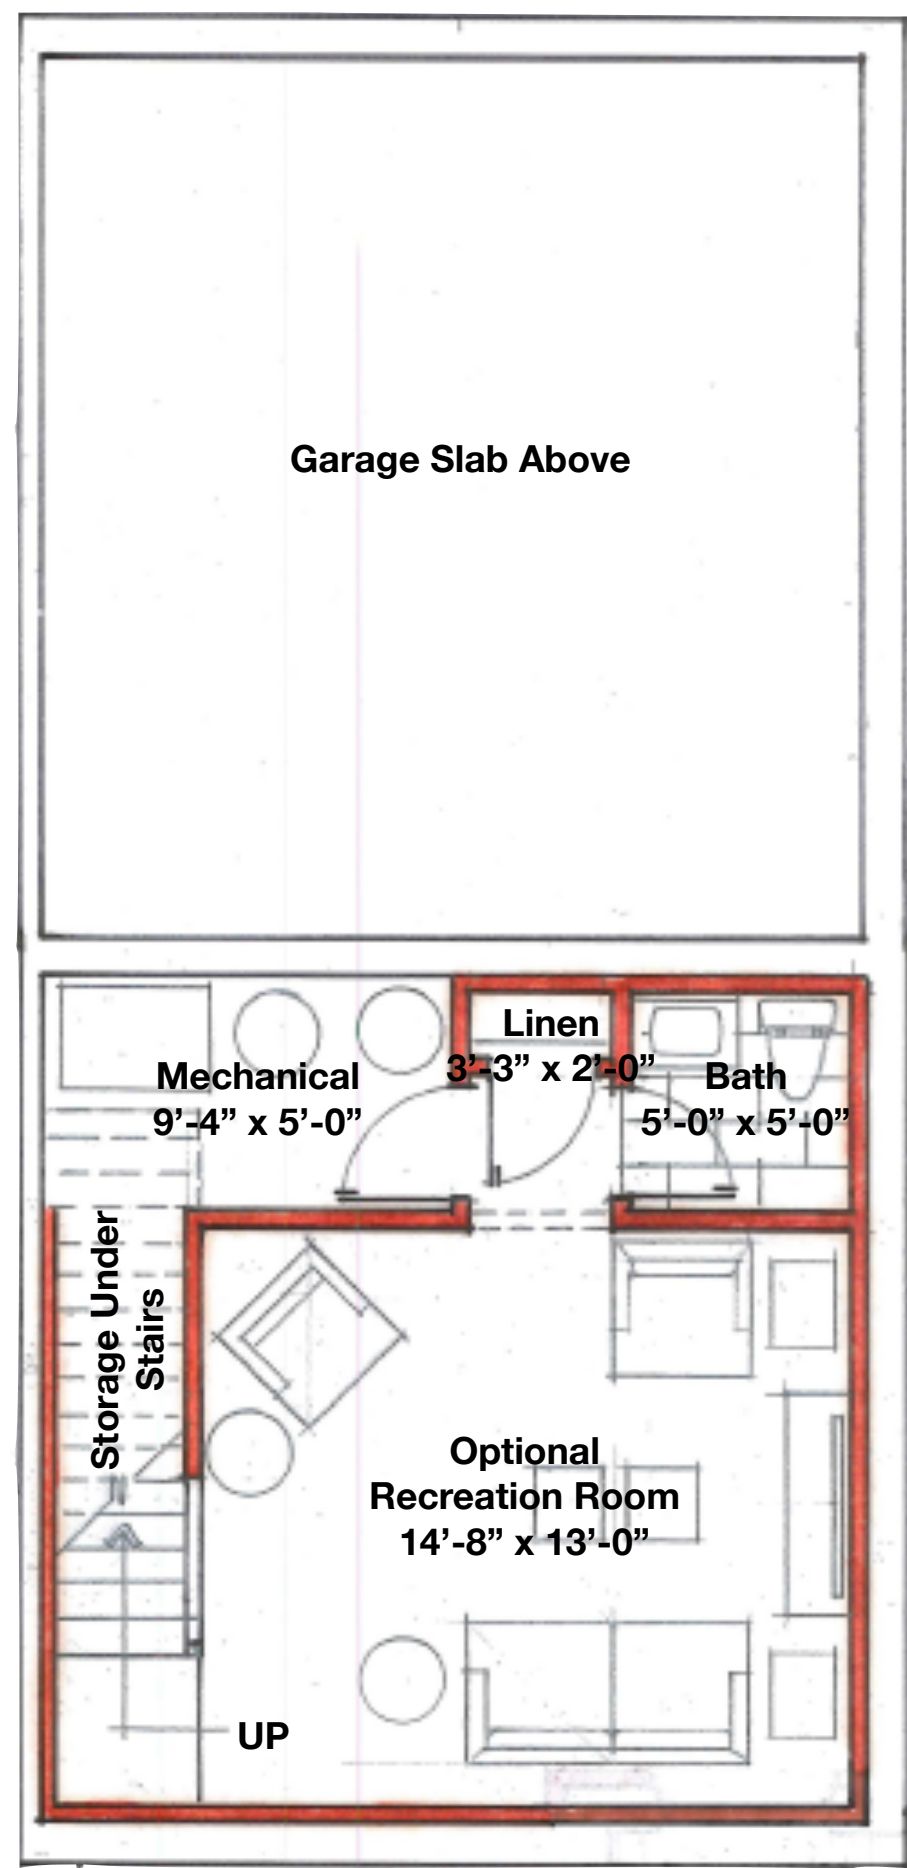 Garage Slab Above
Linen
3’-3” x 2’-0”
Mechanical
9’-4” x 5’-0”
Bath
5’-0” x 5’-0”
Storage Under
Stairs
Optional
Recreation Room
14’-8” x 13’-0”
UP